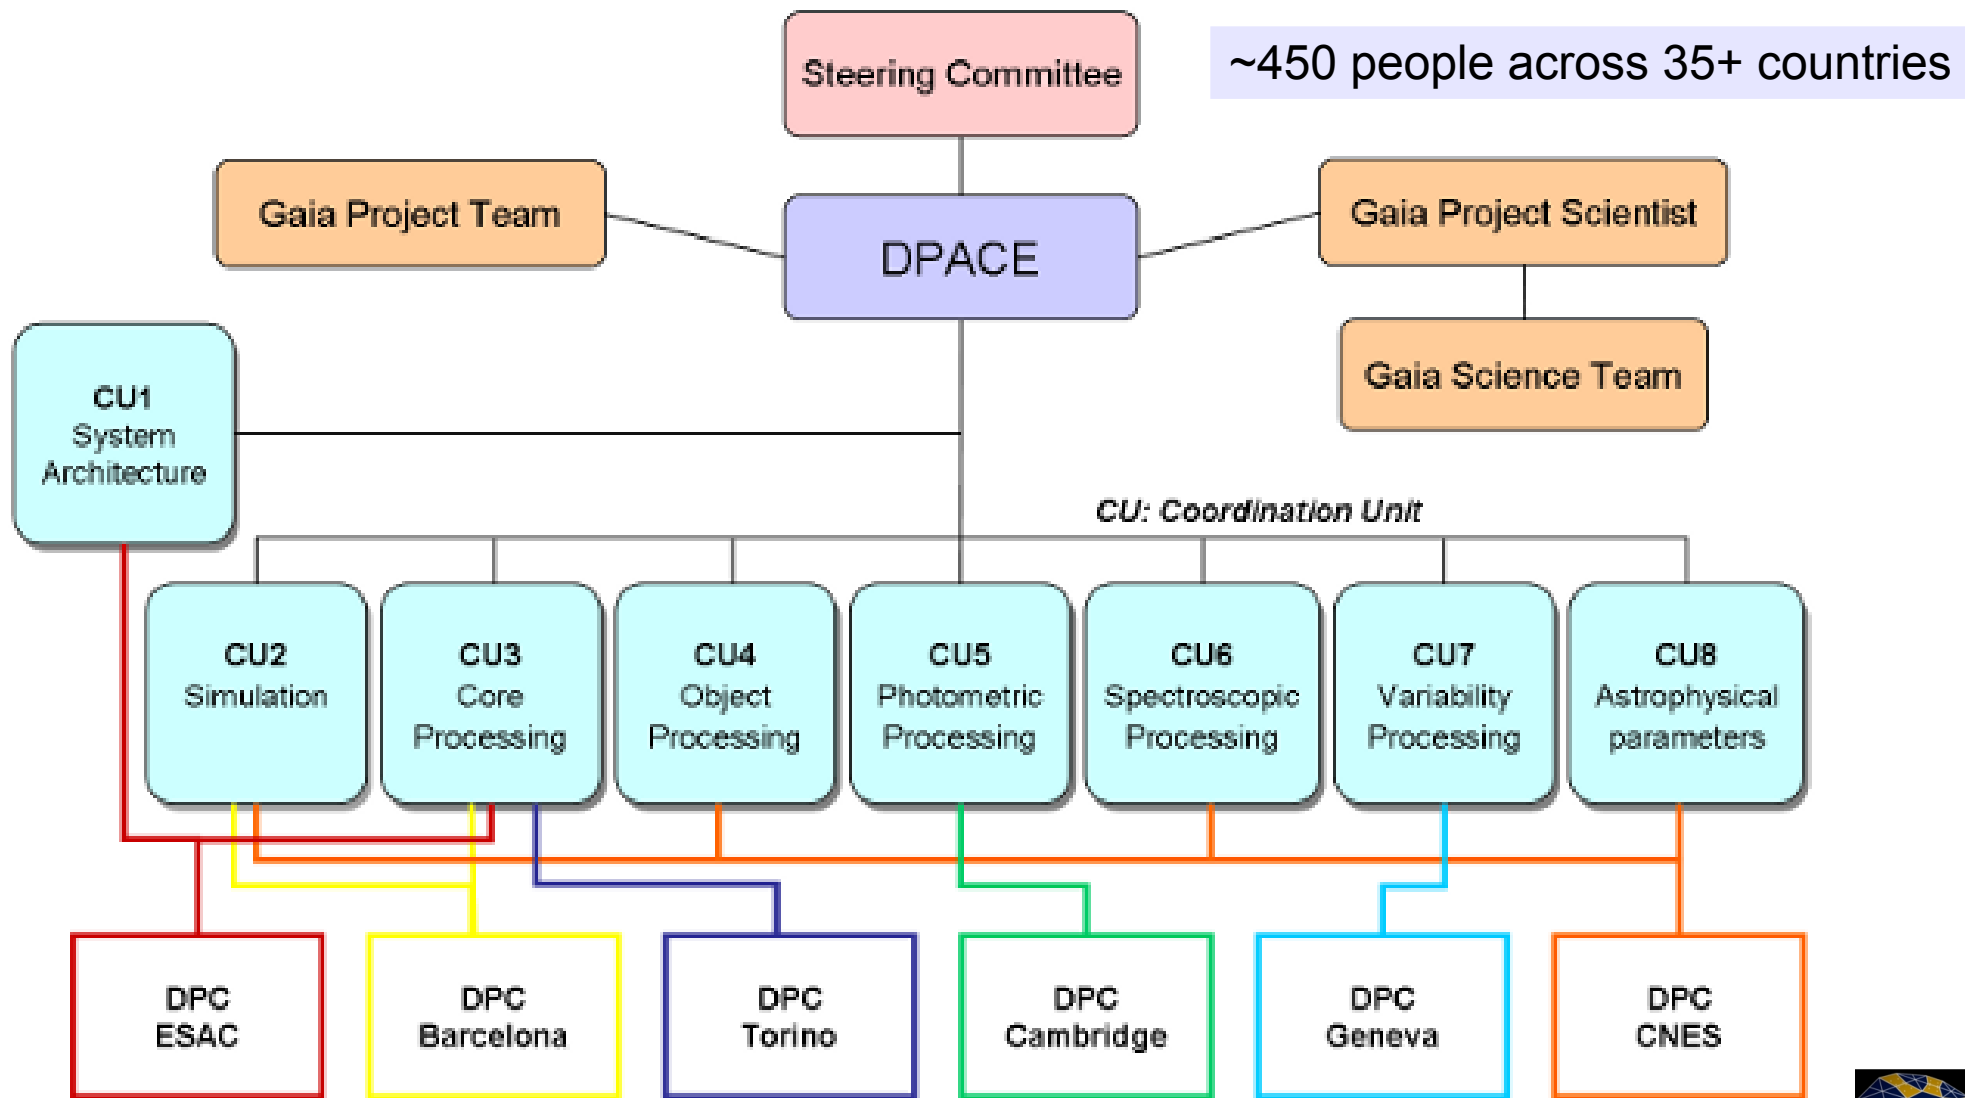 Steering Committee
~450 people across 35+ countries
Gaia Project Team
DPACE
Gaia Project Scientist
Gaia Science Team
CU1
System
Architecture
CU: Coordination Unit
CU2
Simulation
CU3
Core
Processing
CU4
Object
Processing
CU5
Photometric
Processing
CU6
Spectroscopic
Processing
CU7
Variability
Processing
CU8
Astrophysical
parameters
DPC
ESAC
DPC
Barcelona
DPC
Torino
DPC
Cambridge
DPC
Geneva
DPC
CNES